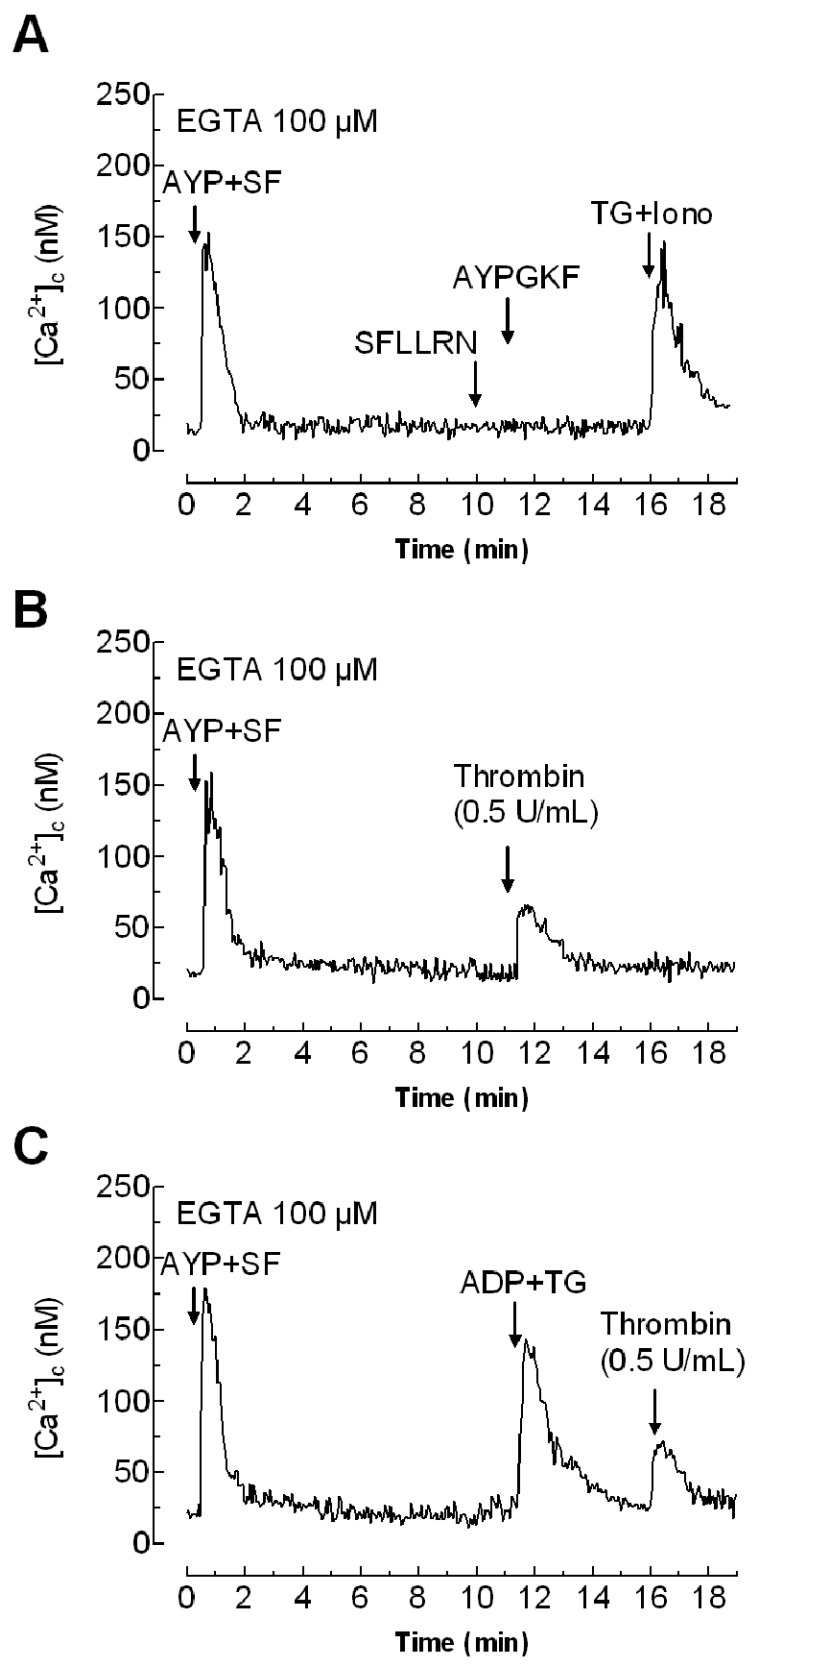 A
250
EGTA 100 µM
200
AYP+SF
TG+Iono
150
AYPGKF
100
SFLLRN
50
0
[Ca2+]c (nM)
0 2 4 6 8 10 12 14 16 18
Time (min)
B
250
EGTA 100 µM
200
AYP+SF
Thrombin
(0.5 U/mL)
150
100
50
0
[Ca2+]c (nM)
0 2 4 6 8 10 12 14 16 18
Time (min)
C
250
EGTA 100 µM
200
AYP+SF
ADP+TG
Thrombin
(0.5 U/mL)
150
100
50
0
[Ca2+]c (nM)
0 2 4 6 8 10 12 14 16 18
Time (min)